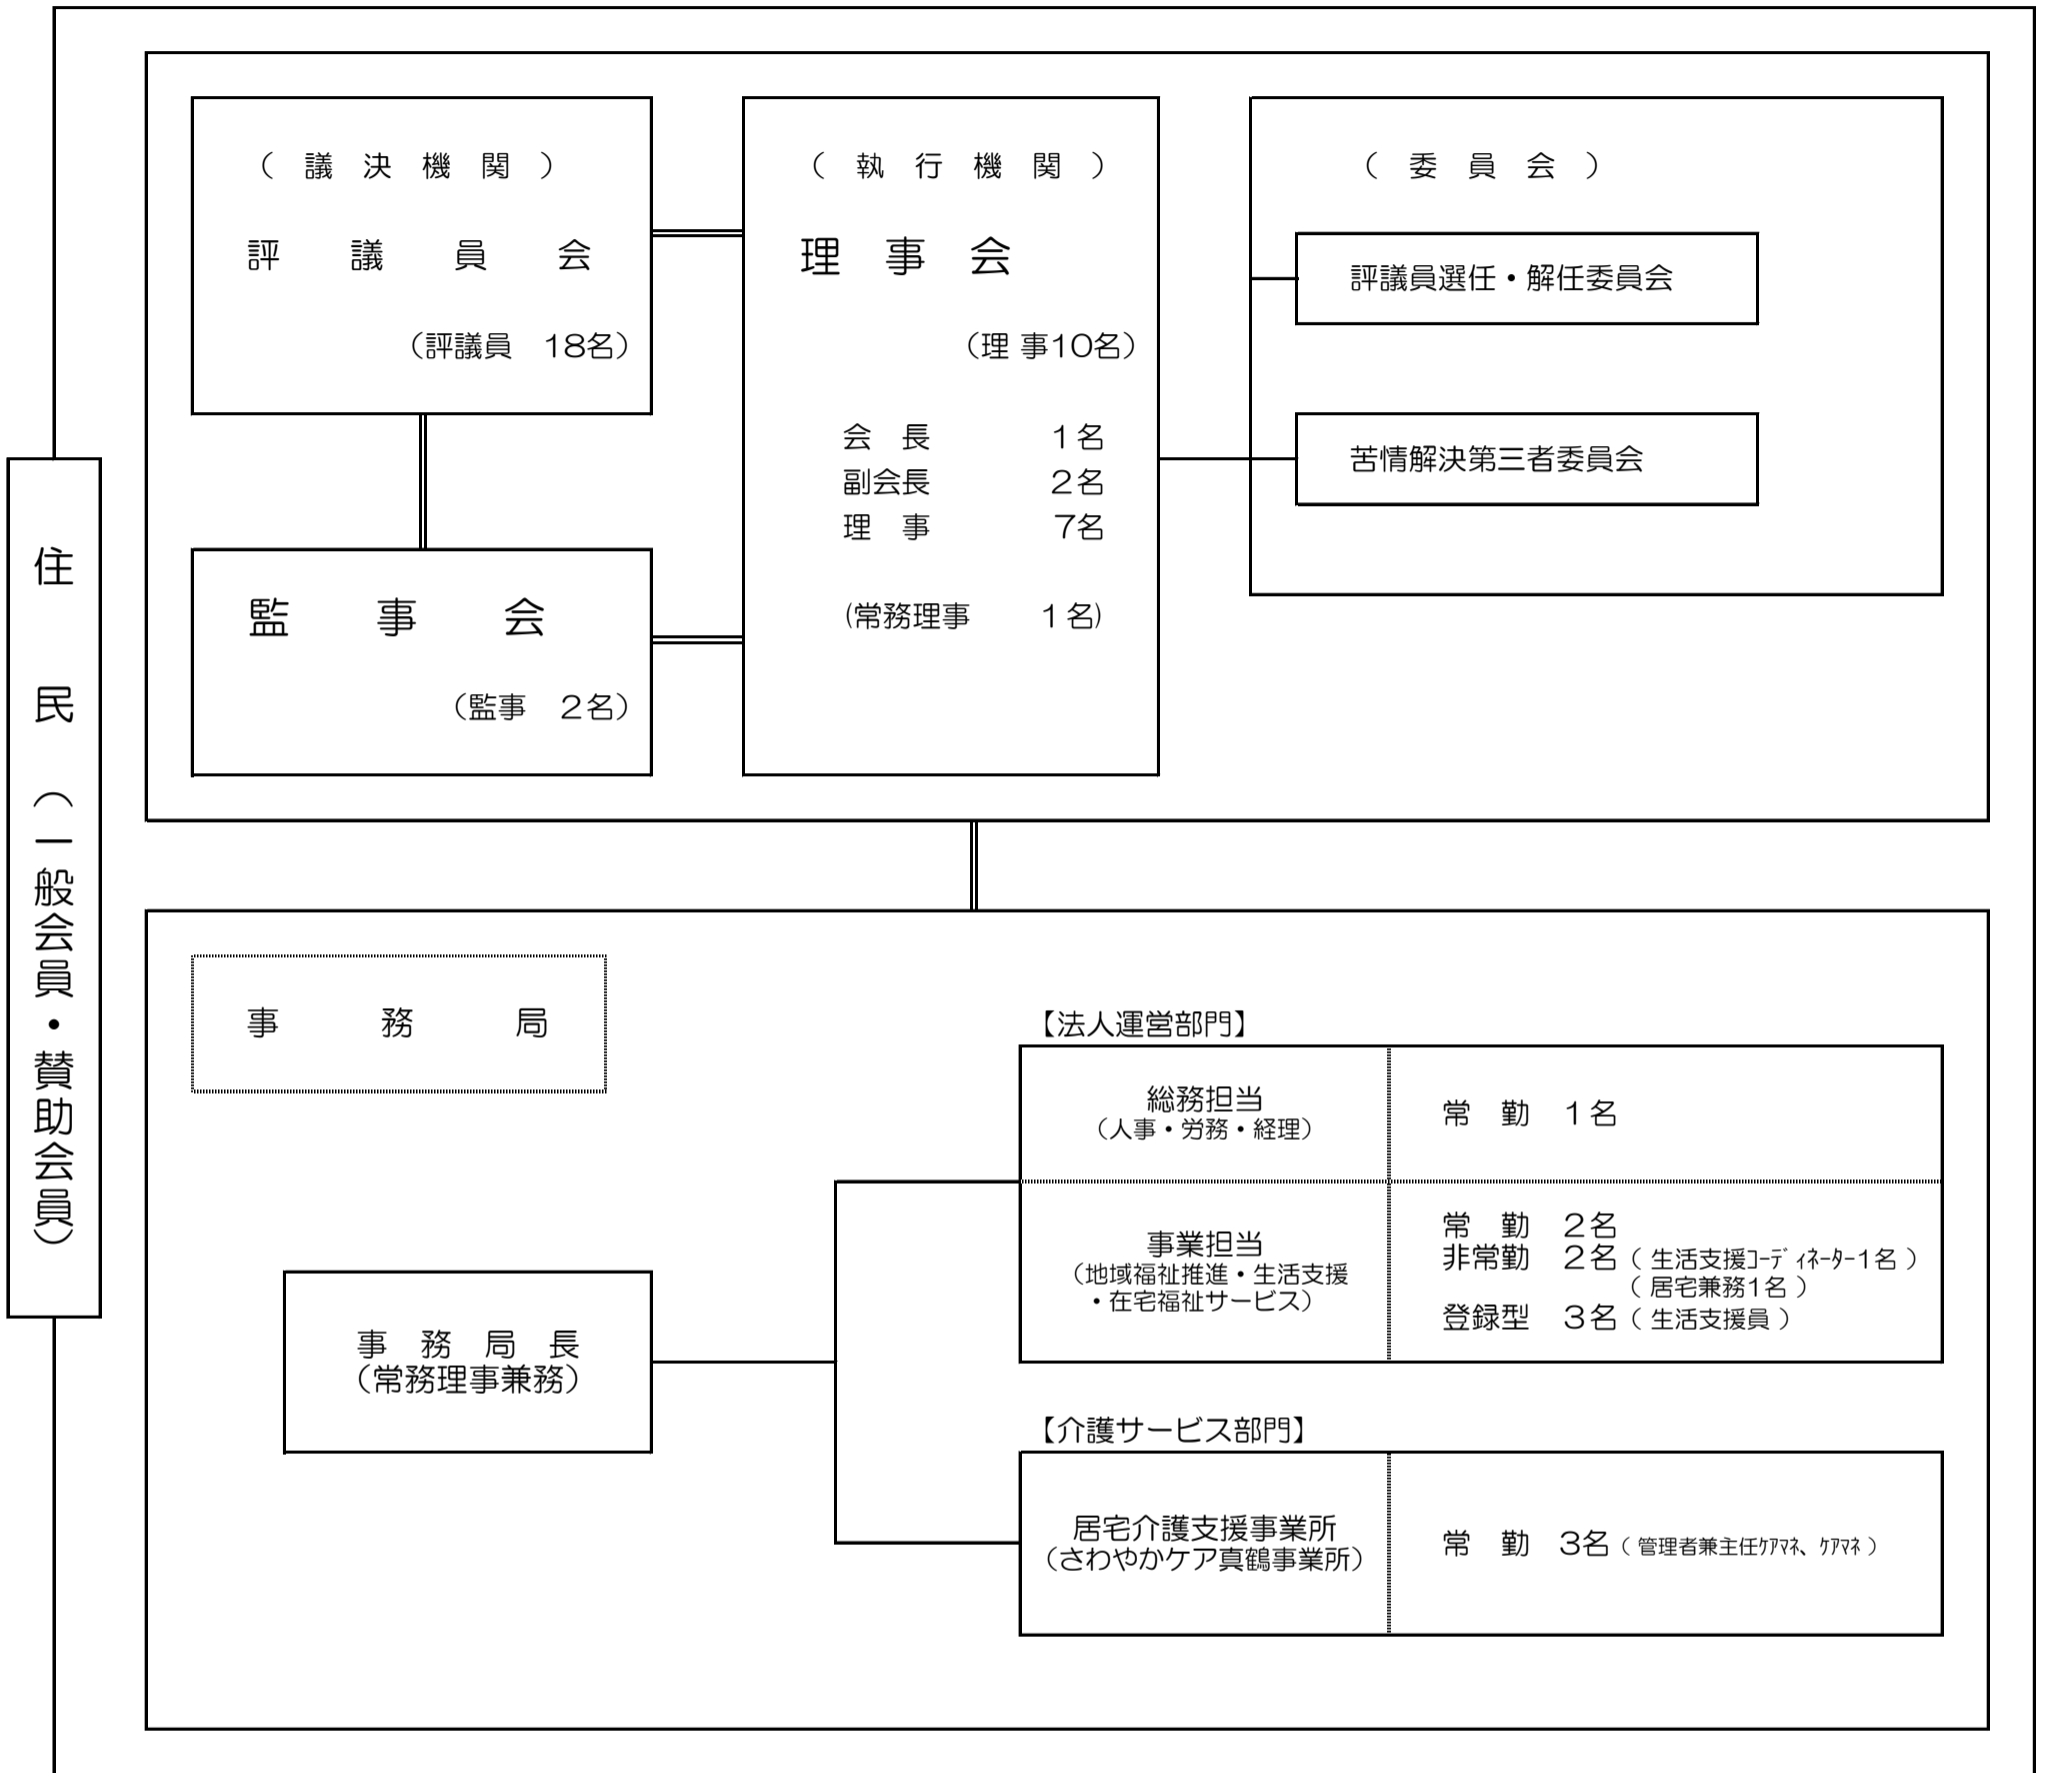 住民（一般会員・賛助会員）
（議決機関）
評議員会
（評議員　18名）
監事会
（監事　２名）
（執行機関）
理事会
（理 事10名）
会　長　１名
副会長　２名
理　事　７名
(常務理事　１名)
（委員会）
評議員選任・解任委員会
苦情解決第三者委員会
事務局
事務局長
（常務理事兼務）
【法人運営部門】
総務担当
（人事・労務・経理）
常　勤　１名
事業担当
（地域福祉推進・生活支援
・在宅福祉サービス）
常　勤　２名
非常勤　２名（ 生活支援ｺｰﾃﾞｨﾈｰﾀｰ1名 ）
（ 居宅兼務1名 ）
登録型　３名（ 生活支援員 ）
【介護サービス部門】
居宅介護支援事業所
（さわやかケア真鶴事業所）
常　勤　3名（ 管理者兼主任ｹｱﾏﾈ、ｹｱﾏﾈ ）